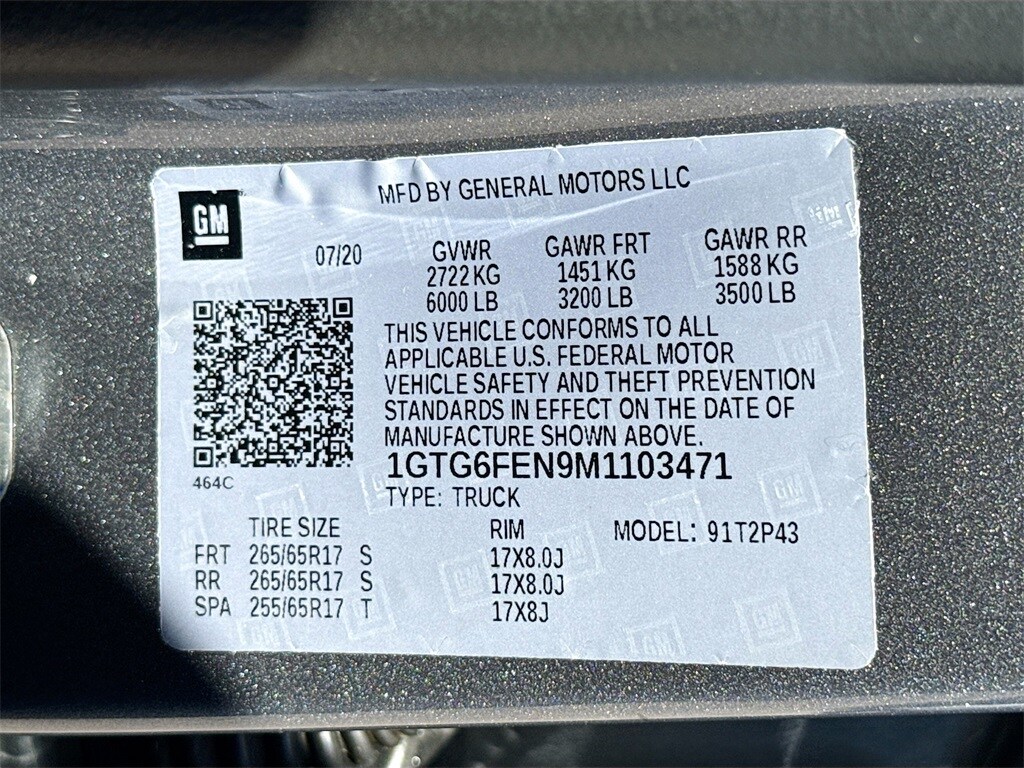 MFD BY GENERAL MOTORS LLC
GM
07/20 GVWR GAWR FRT GAWR RR
2722 KG 1451 KG 1588 KG
6000 LB 3200 LB 3500 LB
THIS VEHICLE CONFORMS TO ALL
APPLICABLE U.S. FEDERAL MOTOR
VEHICLE SAFETY AND THEFT PREVENTION
STANDARDS IN EFFECT ON THE DATE OF
MANUFACTURE SHOWN ABOVE.
1GTG6FEN9M1103471
464C
TYPE: TRUCK
TIRE SIZE RIM MODEL: 91T2P43
FRT 265/65R17 S 17X8.0J
RR 265/65R17 S 17X8.0J
SPA 255/65R17 T 17X8J